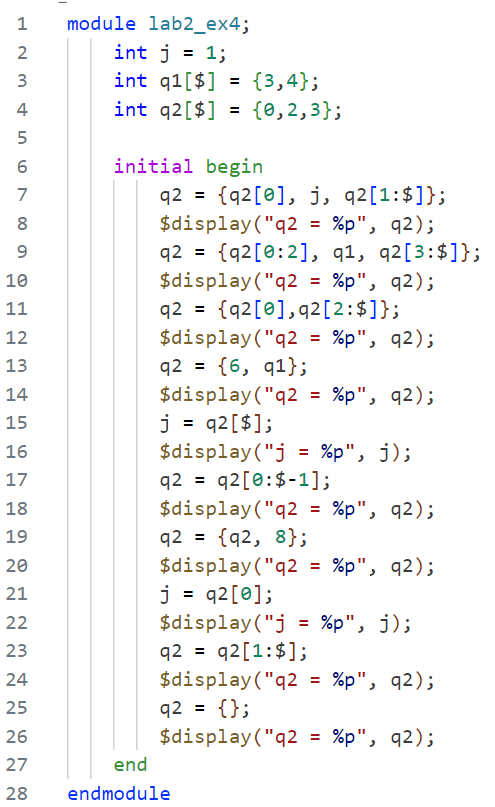 1 module lab2_ex4;
2 int j = 1;
3 int q1[$] = {3,4};
4 int q2[$] = {0,2,3};
5
6 initial begin
7 q2 = {q2[0], j, q2[1:$]};
8 $display("q2 = %p", q2);
9 q2 = {q2[0:2], q1, q2[3:$]};
10 $display("q2 = %p", q2);
11 q2 = {q2[0],q2[2:$]};
12 $display("q2 = %p", q2);
13 q2 = {6, q1};
14 $display("q2 = %p", q2);
15 j = q2[$];
16 $display("j = %p", j);
17 q2 = q2[0:$-1];
18 $display("q2 = %p", q2);
19 q2 = {q2, 8};
20 $display("q2 = %p", q2);
21 j = q2[0];
22 $display("j = %p", j);
23 q2 = q2[1:$];
24 $display("q2 = %p", q2);
25 q2 = {};
26 $display("q2 = %p", q2);
27 end
28 endmodule